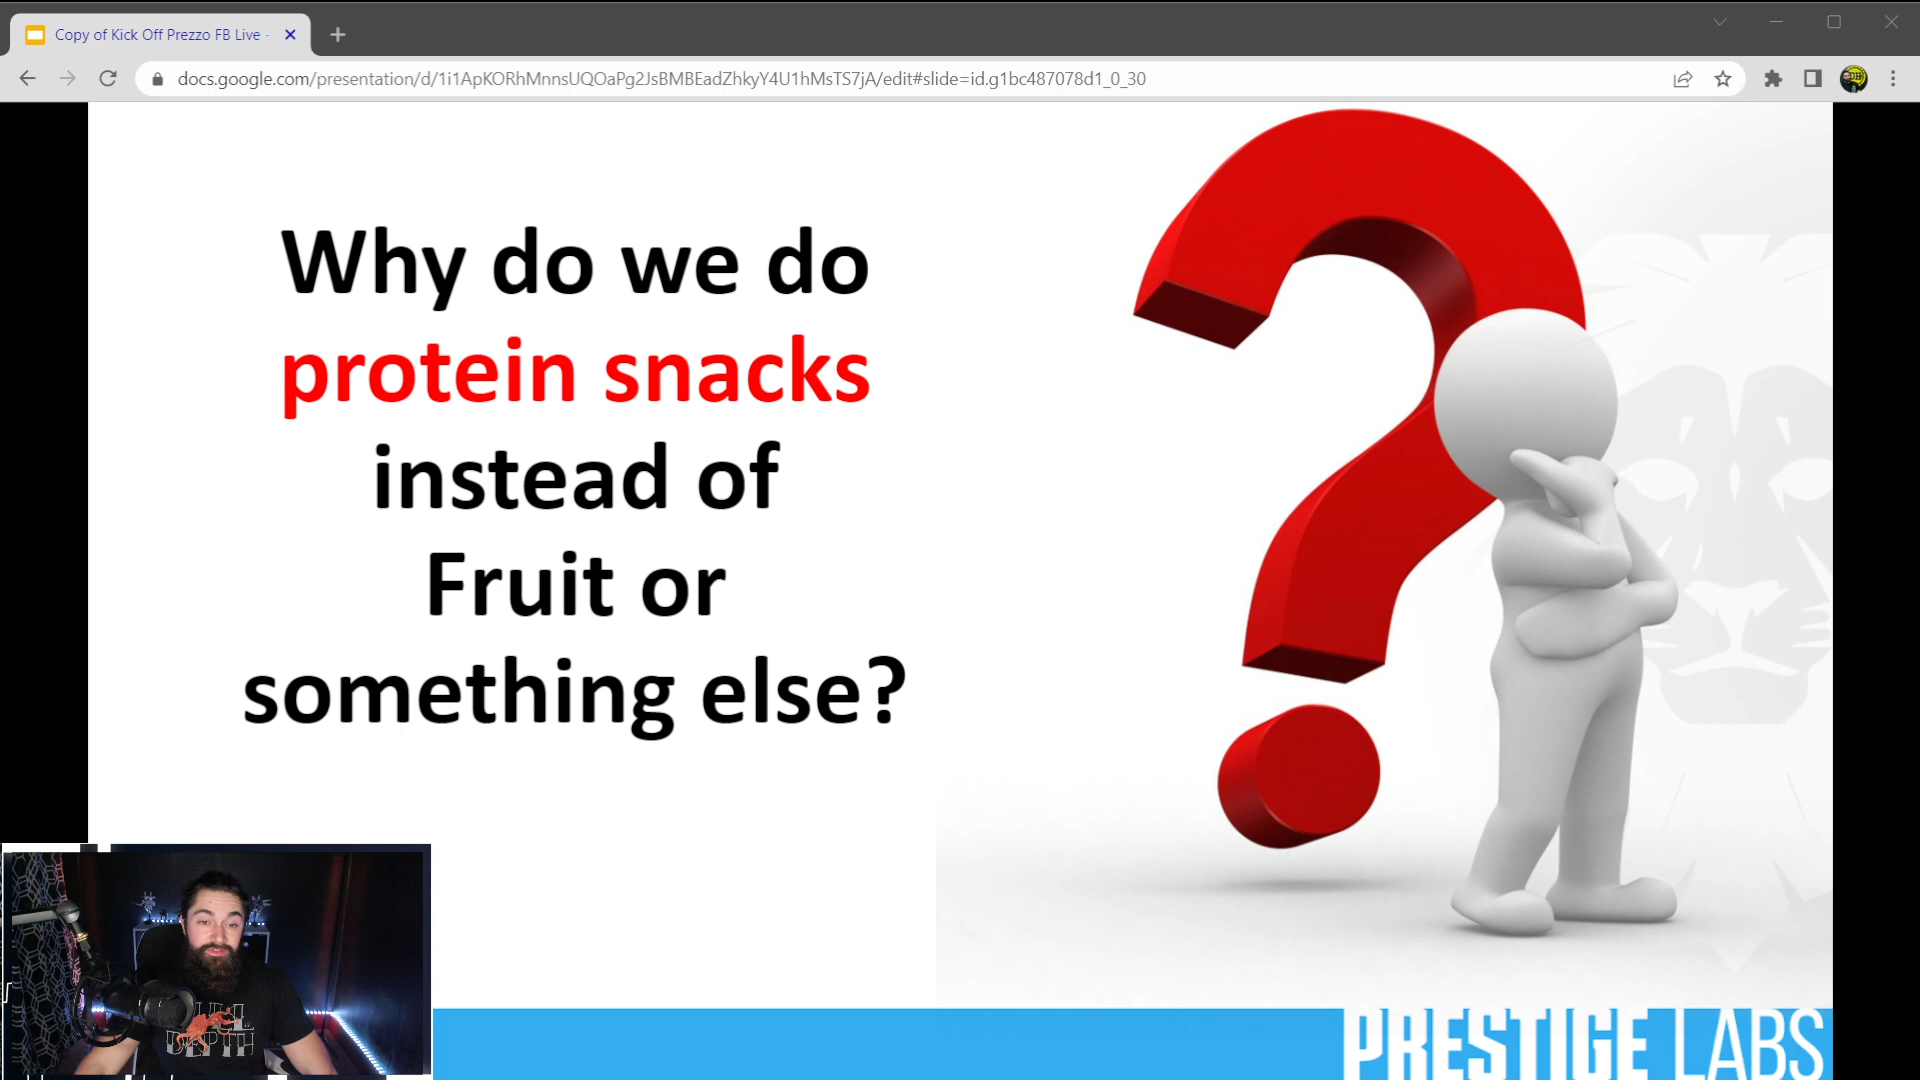 Copy of Kick Off Prezzo FB Live -
docs.google.com/presentation/d/1i1ApKORhMnnsUQOaPg2JsBMBEadZhkyY4U1hMsTS7jA/edit#slide=id.g1bc487078d1_0_30
Why do we do
protein snacks
instead of
Fruit or
something else?
DEPTH
PRESTIGE LABS